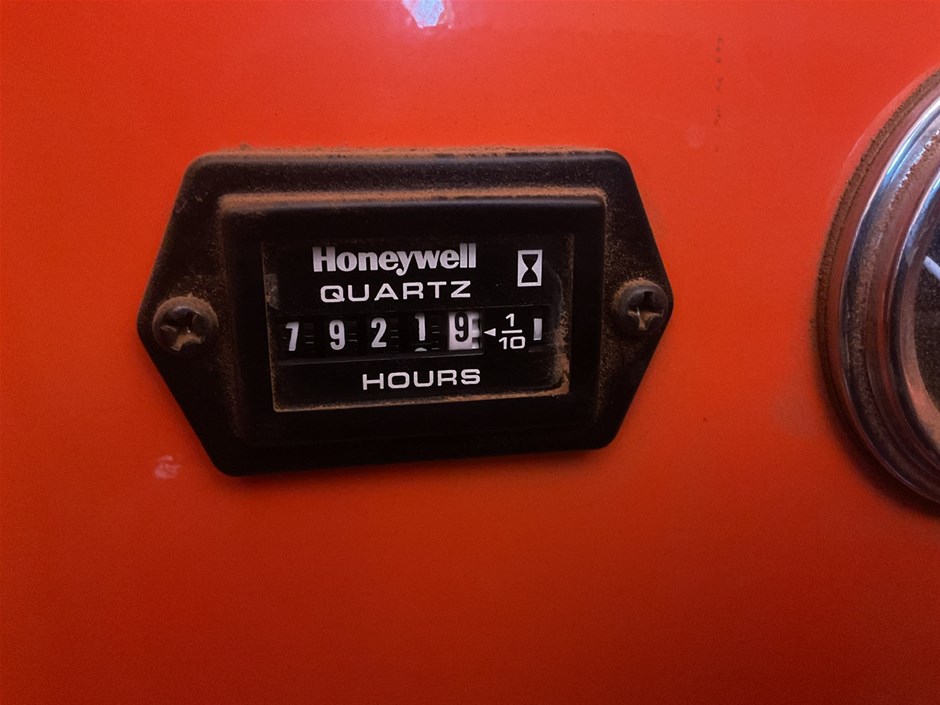 Honeywell
QUARTZ
7 9 2 1 9 1/10
HOURS